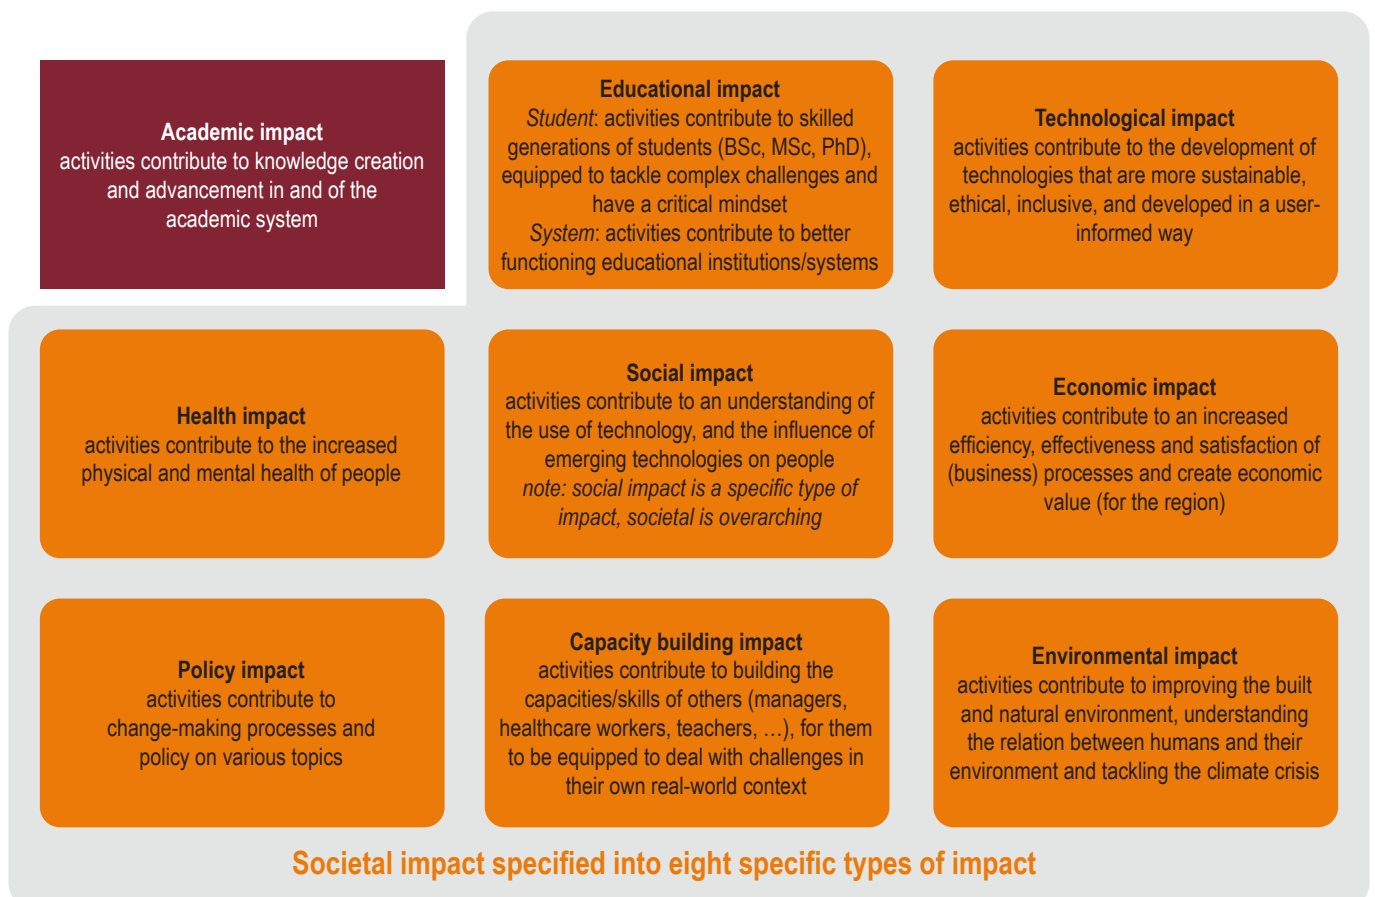 Academic impact
activities contribute to knowledge creation
and advancement in and of the
academic system
Educational impact
Student: activities contribute to skilled
generations of students (BSc, MSc, PhD),
equipped to tackle complex challenges and
have a critical mindset
System: activities contribute to better
functioning educational institutions/systems
Technological impact
activities contribute to the development of
technologies that are more sustainable,
ethical, inclusive, and developed in a user-
informed way
Health impact
activities contribute to the increased
physical and mental health of people
Social impact
activities contribute to an understanding of
the use of technology, and the influence of
emerging technologies on people
note: social impact is a specific type of
impact, societal is overarching
Economic impact
activities contribute to an increased
efficiency, effectiveness and satisfaction of
(business) processes and create economic
value (for the region)
Policy impact
activities contribute to
change-making processes and
policy on various topics
Capacity building impact
activities contribute to building the
capacities/skills of others (managers,
healthcare workers, teachers, …), for them
to be equipped to deal with challenges in
their own real-world context
Environmental impact
activities contribute to improving the built
and natural environment, understanding
the relation between humans and their
environment and tackling the climate crisis
Societal impact specified into eight specific types of impact